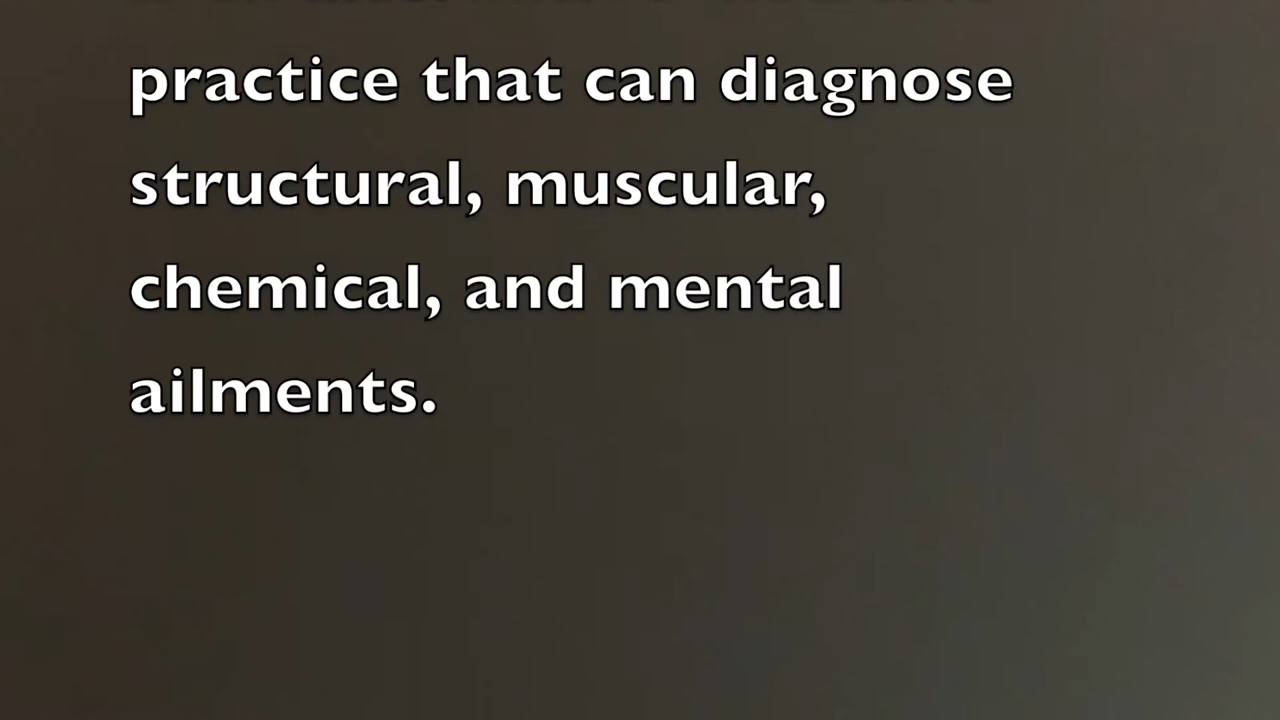 practice that can diagnose
structural, muscular,
chemical, and mental
ailments.